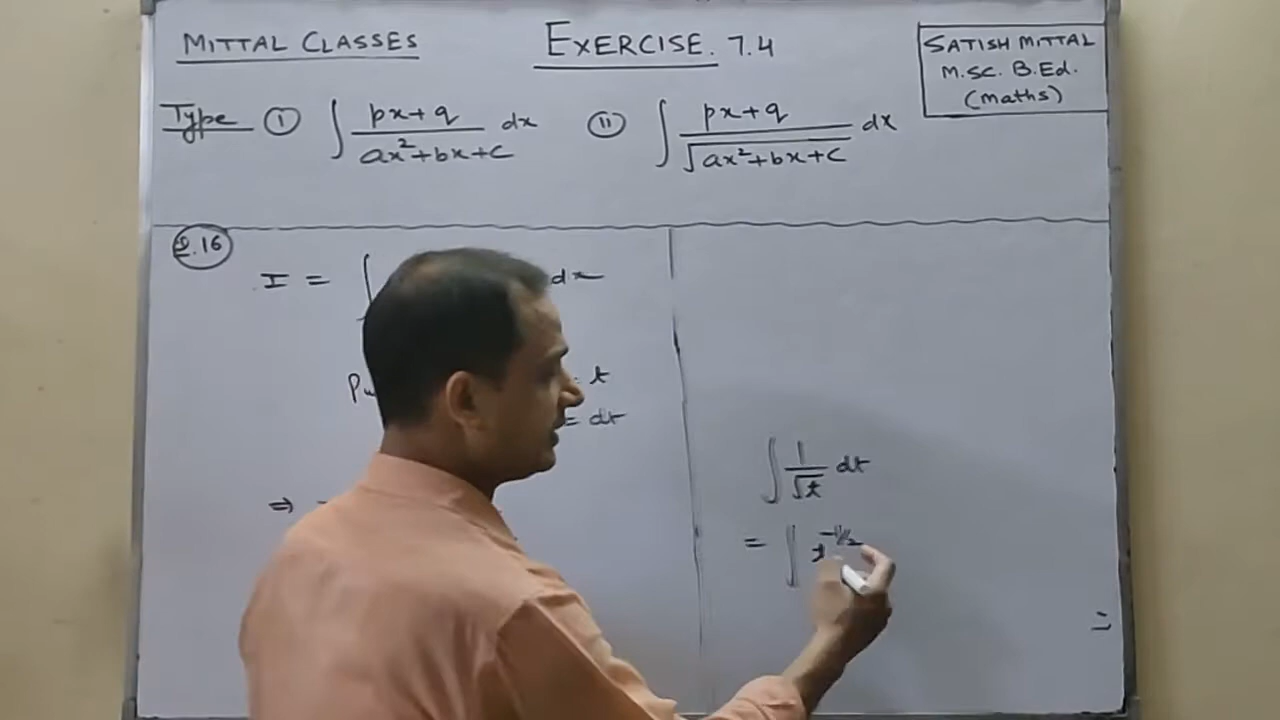 MITTAL CLASSES
EXERCISE. 7.4
SATISH MITTAL
M.SC. B.Ed.
(Maths)
Type (i) ∫ (px+q)/(ax²+bx+c) dx (ii) ∫ (px+q)/√(ax²+bx+c) dx
Q.16
I = ∫ dx
t
= dt
⇒
∫ 1/√t dt
= ∫ t^(-1/2)
=